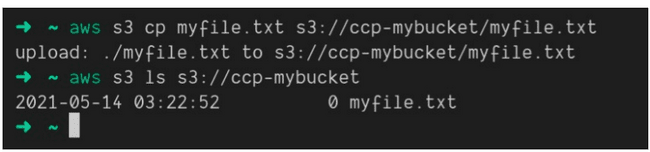 ➜ ~ aws s3 cp myfile.txt s3://ccp-mybucket/myfile.txt
upload: ./myfile.txt to s3://ccp-mybucket/myfile.txt
➜ ~ aws s3 ls s3://ccp-mybucket
2021-05-14 03:22:52          0 myfile.txt
➜ ~